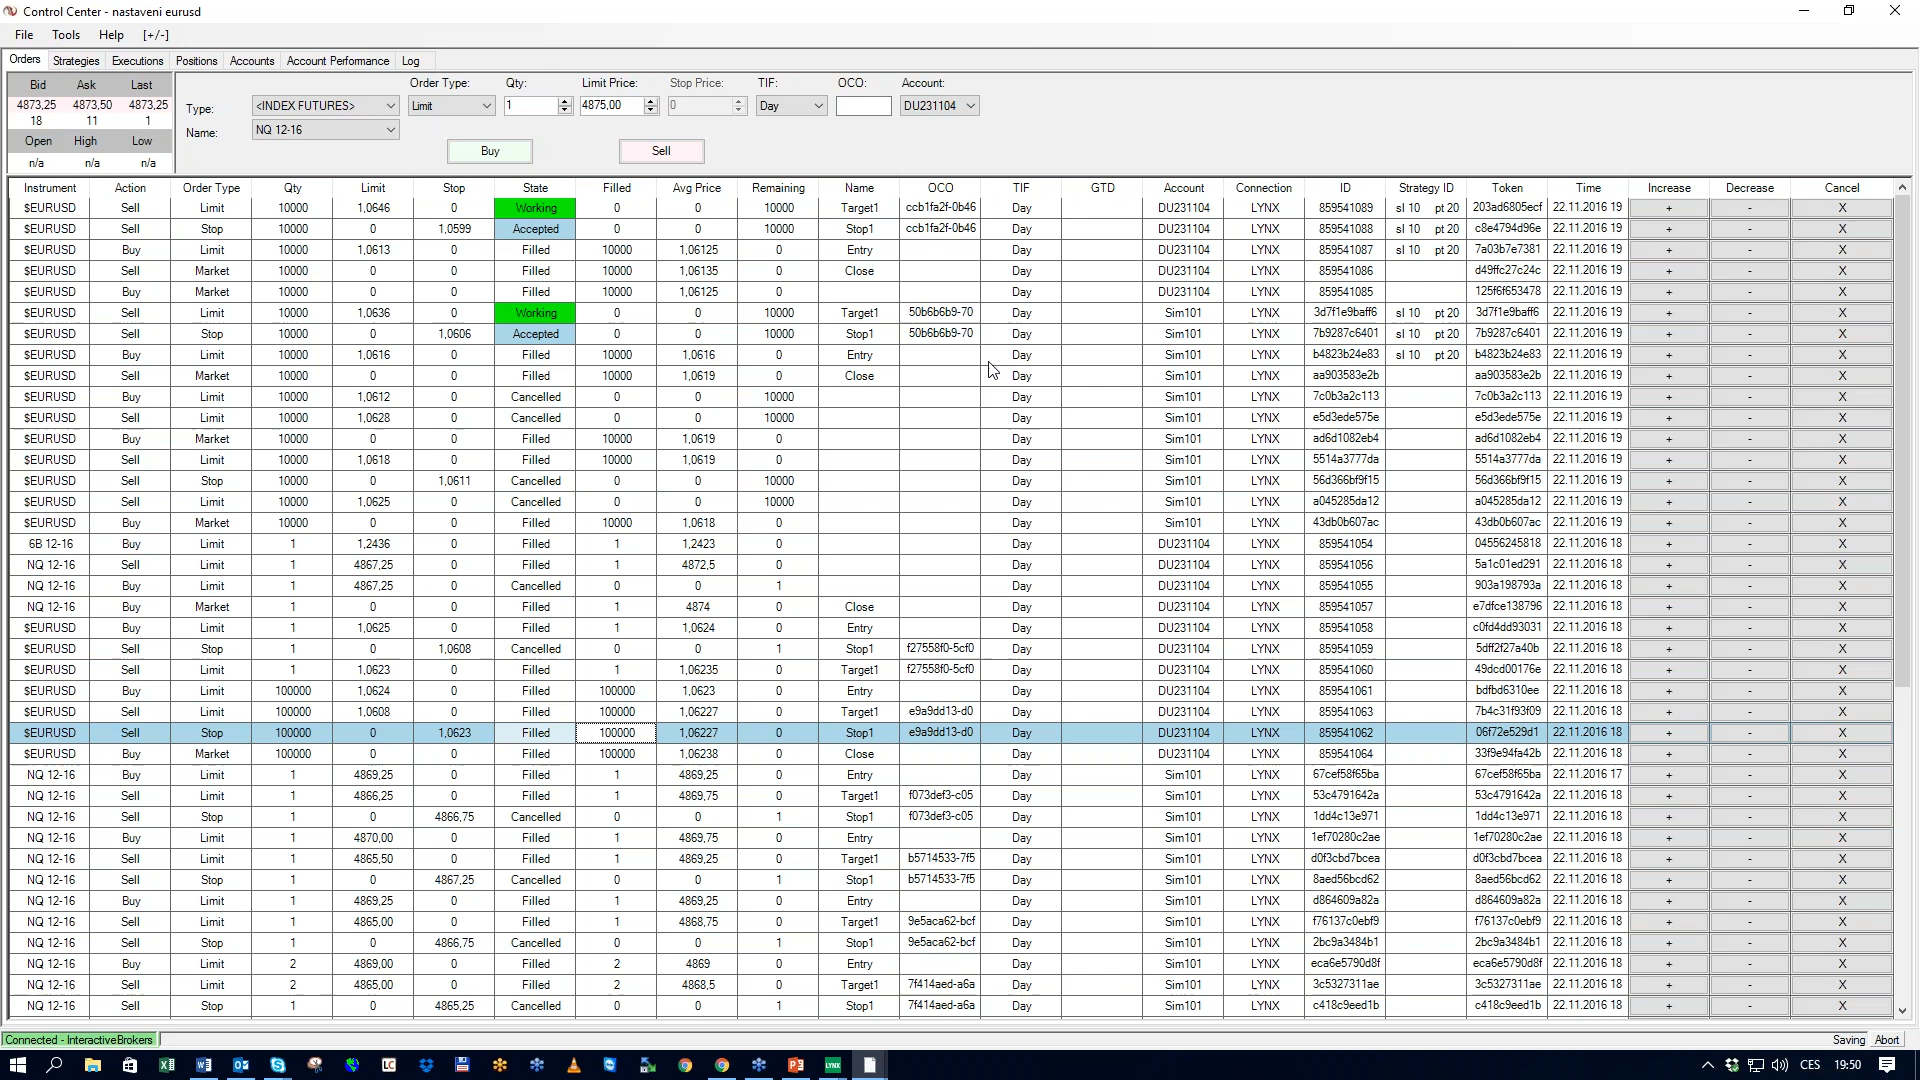 Control Center - nastaveni eurusd
File Tools Help [+/-]
Orders Strategies Executions Positions Accounts Account Performance Log
Bid Ask Last
4873,25 4873,50 4873,25
18 11 1
Open High Low
n/a n/a n/a
Order Type: Qty: Limit Price: Stop Price: TIF: OCO: Account:
Type: <INDEX FUTURES> Limit 1 4875,00 0 Day DU231104
Name: NQ 12-16
Buy Sell
Instrument Action Order Type Qty Limit Stop State Filled Avg Price Remaining Name OCO TIF GTD Account Connection ID Strategy ID Token Time Increase Decrease Cancel
$EURUSD Sell Limit 10000 1,0646 0 Working 0 0 10000 Target1 ccb1fa2f-0b46 Day DU231104 LYNX 859541089 sl 10 pt 20 203ad6805ecf 22.11.2016 19 + - X
$EURUSD Sell Stop 10000 0 1,0599 Accepted 0 0 10000 Stop1 ccb1fa2f-0b46 Day DU231104 LYNX 859541088 sl 10 pt 20 c8e4794d96e 22.11.2016 19 + - X
$EURUSD Buy Limit 10000 1,0613 0 Filled 10000 1,06125 0 Entry Day DU231104 LYNX 859541087 sl 10 pt 20 7a03b7e7381 22.11.2016 19 + - X
$EURUSD Sell Market 10000 0 0 Filled 10000 1,06135 0 Close Day DU231104 LYNX 859541086 d49ffc27c24c 22.11.2016 19 + - X
$EURUSD Buy Market 10000 0 0 Filled 10000 1,06125 0 Day DU231104 LYNX 859541085 125f6f653478 22.11.2016 19 + - X
$EURUSD Sell Limit 10000 1,0636 0 Working 0 0 10000 Target1 50b6b6b9-70 Day Sim101 LYNX 3d7f1e9baff6 sl 10 pt 20 3d7f1e9baff6 22.11.2016 19 + - X
$EURUSD Sell Stop 10000 0 1,0606 Accepted 0 0 10000 Stop1 50b6b6b9-70 Day Sim101 LYNX 7b9287c6401 sl 10 pt 20 7b9287c6401 22.11.2016 19 + - X
$EURUSD Buy Limit 10000 1,0616 0 Filled 10000 1,0616 0 Entry Day Sim101 LYNX b4823b24e83 sl 10 pt 20 b4823b24e83 22.11.2016 19 + - X
$EURUSD Sell Market 10000 0 0 Filled 10000 1,0619 0 Close Day Sim101 LYNX aa903583e2b aa903583e2b 22.11.2016 19 + - X
$EURUSD Buy Limit 10000 1,0612 0 Cancelled 0 0 10000 Day Sim101 LYNX 7c0b3a2c113 7c0b3a2c113 22.11.2016 19 + - X
$EURUSD Sell Limit 10000 1,0628 0 Cancelled 0 0 10000 Day Sim101 LYNX e5d3ede575e e5d3ede575e 22.11.2016 19 + - X
$EURUSD Buy Market 10000 0 0 Filled 10000 1,0619 0 Day Sim101 LYNX ad6d1082eb4 ad6d1082eb4 22.11.2016 19 + - X
$EURUSD Sell Limit 10000 1,0618 0 Filled 10000 1,0619 0 Day Sim101 LYNX 5514a3777da 5514a3777da 22.11.2016 19 + - X
$EURUSD Sell Stop 10000 0 1,0611 Cancelled 0 0 10000 Day Sim101 LYNX 56d366bf9f15 56d366bf9f15 22.11.2016 19 + - X
$EURUSD Sell Limit 10000 1,0625 0 Cancelled 0 0 10000 Day Sim101 LYNX a045285da12 a045285da12 22.11.2016 19 + - X
$EURUSD Buy Market 10000 0 0 Filled 10000 1,0618 0 Day Sim101 LYNX 43db0b607ac 43db0b607ac 22.11.2016 19 + - X
6B 12-16 Buy Limit 1 1,2436 0 Filled 1 1,2423 0 Day DU231104 LYNX 859541054 04556245818 22.11.2016 18 + - X
NQ 12-16 Sell Limit 1 4867,25 0 Filled 1 4872,5 0 Day DU231104 LYNX 859541056 5a1c01ed291 22.11.2016 18 + - X
NQ 12-16 Buy Limit 1 4867,25 0 Cancelled 0 0 1 Day DU231104 LYNX 859541055 903a198793a 22.11.2016 18 + - X
NQ 12-16 Buy Market 1 0 0 Filled 1 4874 0 Close Day DU231104 LYNX 859541057 e7dfce138796 22.11.2016 18 + - X
$EURUSD Buy Limit 1 1,0625 0 Filled 1 1,0624 0 Entry Day DU231104 LYNX 859541058 c0fd4dd93031 22.11.2016 18 + - X
$EURUSD Sell Stop 1 0 1,0608 Cancelled 0 0 1 Stop1 f27558f0-5cf0 Day DU231104 LYNX 859541059 5dff2f27a40b 22.11.2016 18 + - X
$EURUSD Sell Limit 1 1,0623 0 Filled 1 1,06235 0 Target1 f27558f0-5cf0 Day DU231104 LYNX 859541060 49dcd00176e 22.11.2016 18 + - X
$EURUSD Buy Limit 100000 1,0624 0 Filled 100000 1,0623 0 Entry Day DU231104 LYNX 859541061 bdfbd6310ee 22.11.2016 18 + - X
$EURUSD Sell Limit 100000 1,0608 0 Filled 100000 1,06227 0 Target1 e9a9dd13-d0 Day DU231104 LYNX 859541063 7b4c31f93f09 22.11.2016 18 + - X
$EURUSD Sell Stop 100000 0 1,0623 Filled 100000 1,06227 0 Stop1 e9a9dd13-d0 Day DU231104 LYNX 859541062 06f72e529d1 22.11.2016 18 + - X
$EURUSD Buy Market 100000 0 0 Filled 100000 1,06238 0 Close Day DU231104 LYNX 859541064 33f9e94fa42b 22.11.2016 18 + - X
NQ 12-16 Buy Limit 1 4869,25 0 Filled 1 4869,25 0 Entry Day Sim101 LYNX 67cef58f65ba 67cef58f65ba 22.11.2016 17 + - X
NQ 12-16 Sell Limit 1 4866,25 0 Filled 1 4869,75 0 Target1 f073def3-c05 Day Sim101 LYNX 53c4791642a 53c4791642a 22.11.2016 18 + - X
NQ 12-16 Sell Stop 1 0 4866,75 Cancelled 0 0 1 Stop1 f073def3-c05 Day Sim101 LYNX 1dd4c13e971 1dd4c13e971 22.11.2016 18 + - X
NQ 12-16 Buy Limit 1 4870,00 0 Filled 1 4869,75 0 Entry Day Sim101 LYNX 1ef70280c2ae 1ef70280c2ae 22.11.2016 18 + - X
NQ 12-16 Sell Limit 1 4865,50 0 Filled 1 4869,25 0 Target1 b5714533-7f5 Day Sim101 LYNX d0f3cbd7bcea d0f3cbd7bcea 22.11.2016 18 + - X
NQ 12-16 Sell Stop 1 0 4867,25 Cancelled 0 0 1 Stop1 b5714533-7f5 Day Sim101 LYNX 8aed56bcd62 8aed56bcd62 22.11.2016 18 + - X
NQ 12-16 Buy Limit 1 4869,25 0 Filled 1 4869,25 0 Entry Day Sim101 LYNX d864609a82a d864609a82a 22.11.2016 18 + - X
NQ 12-16 Sell Limit 1 4865,00 0 Filled 1 4868,75 0 Target1 9e5aca62-bcf Day Sim101 LYNX f76137c0ebf9 f76137c0ebf9 22.11.2016 18 + - X
NQ 12-16 Sell Stop 1 0 4866,75 Cancelled 0 0 1 Stop1 9e5aca62-bcf Day Sim101 LYNX 2bc9a3484b1 2bc9a3484b1 22.11.2016 18 + - X
NQ 12-16 Buy Limit 2 4869,00 0 Filled 2 4869 0 Entry Day Sim101 LYNX eca6e5790d8f eca6e5790d8f 22.11.2016 18 + - X
NQ 12-16 Sell Limit 2 4865,00 0 Filled 2 4868,5 0 Target1 7f414aed-a6a Day Sim101 LYNX 3c5327311ae 3c5327311ae 22.11.2016 18 + - X
NQ 12-16 Sell Stop 1 0 4865,25 Cancelled 0 0 1 Stop1 7f414aed-a6a Day Sim101 LYNX c418c9eed1b c418c9eed1b 22.11.2016 18 + - X
Connected - InteractiveBrokers Saving Abort
LC LYNX CES 19:50